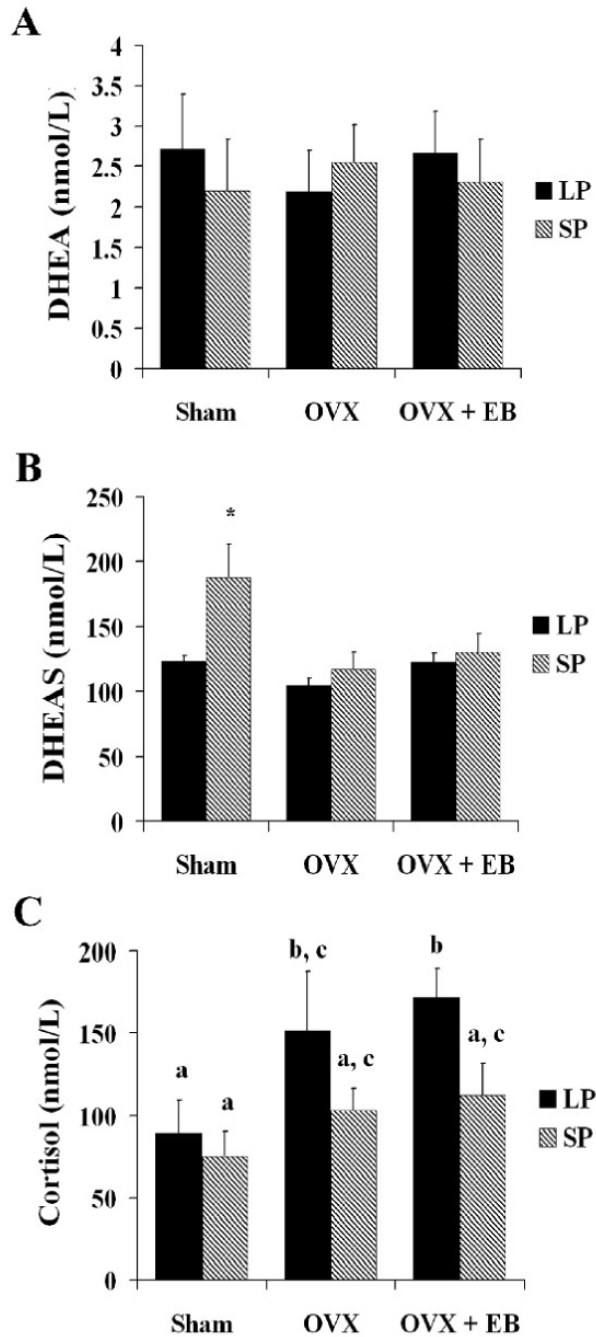 A
DHEA (nmol/L)
4
3.5
3
2.5
2
1.5
1
0.5
0
LP
SP
Sham OVX OVX + EB
B
DHEAS (nmol/L)
250
200
150
100
50
0
*
LP
SP
Sham OVX OVX + EB
C
Cortisol (nmol/L)
200
150
100
50
0
b, c b
a a a, c a, c
LP
SP
Sham OVX OVX + EB